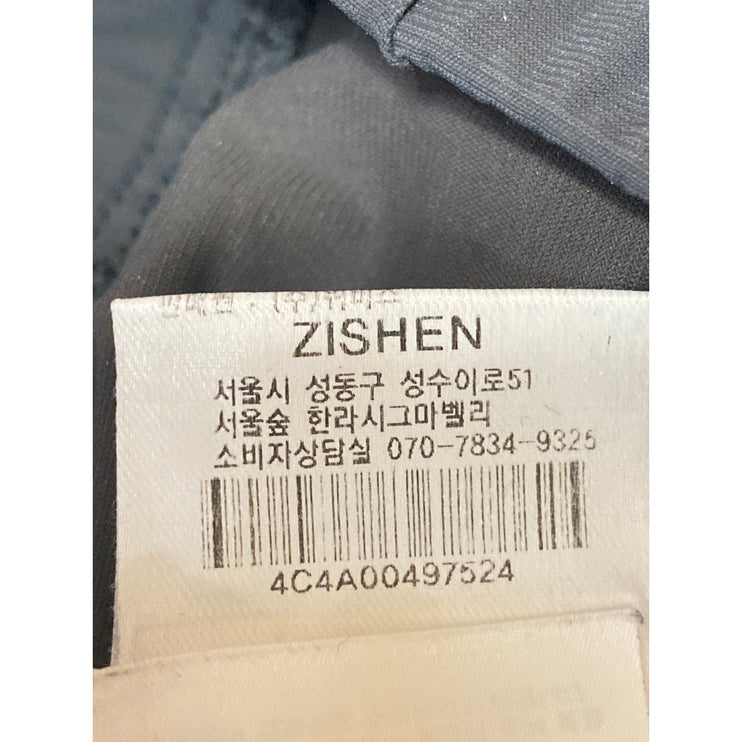 ZISHEN
서울시 성동구 성수이로51
서울숲 한라시그마벨리
소비자상담실 070-7834-9325
4C4A00497524